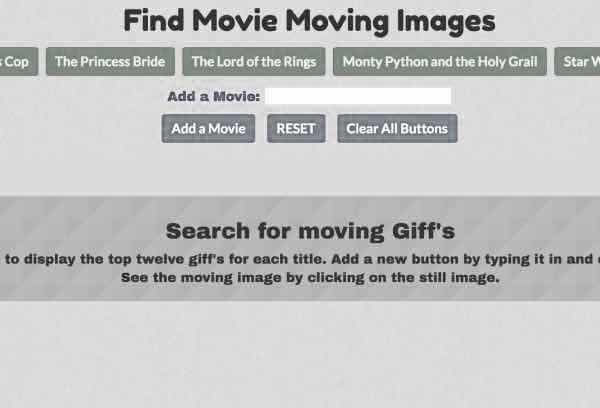 Find Movie Moving Images
Cop The Princess Bride The Lord of the Rings Monty Python and the Holy Grail Star
Add a Movie:
Add a Movie RESET Clear All Buttons
Search for moving Giff's
to display the top twelve giff's for each title. Add a new button by typing it in and
See the moving image by clicking on the still image.